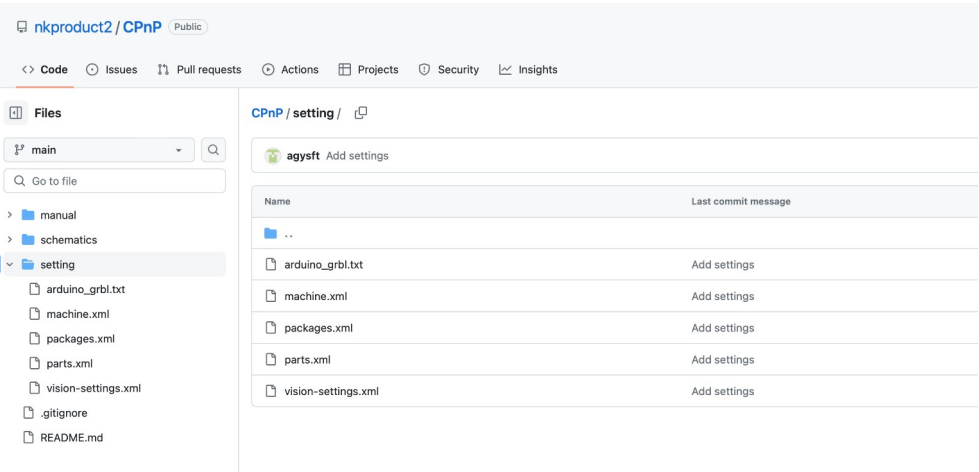 nkproduct2 / CPnP Public
Code Issues Pull requests Actions Projects Security Insights
Files
main
Go to file
manual
schematics
setting
arduino_grbl.txt
machine.xml
packages.xml
parts.xml
vision-settings.xml
.gitignore
README.md
CPnP / setting /
agysft Add settings
Name Last commit message
..
arduino_grbl.txt Add settings
machine.xml Add settings
packages.xml Add settings
parts.xml Add settings
vision-settings.xml Add settings